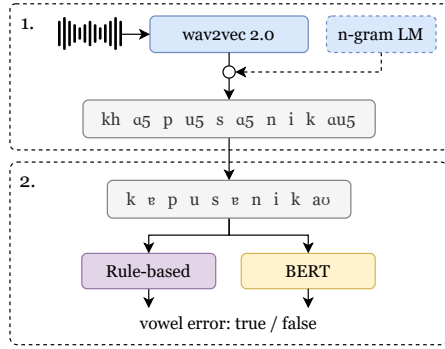 1.
wav2vec 2.0
n-gram LM
kh ɑ5 p u5 s ɑ5 n i k ɑu5
2.
k ɐ p u s ɐ n i k aʊ
Rule-based
BERT
vowel error: true / false